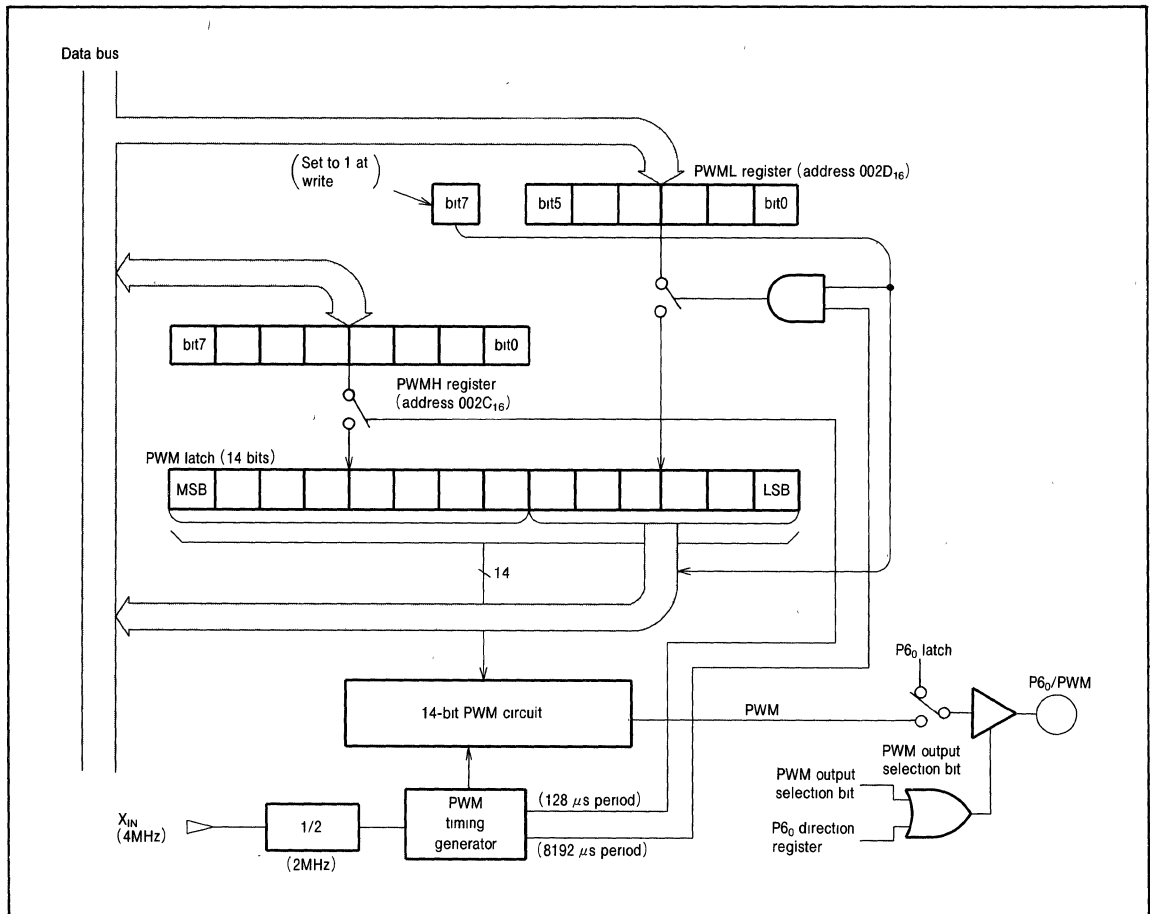 Data bus
(Set to 1 at
write)
PWML register (address 002D₁₆)
bit7
bit5
bit0
bit7
bit0
PWMH register
(address 002C₁₆)
PWM latch (14 bits)
MSB
LSB
14
P6₀ latch
P6₀/PWM
14-bit PWM circuit
PWM
PWM output
selection bit
PWM output
selection bit
P6₀ direction
register
X_IN
(4MHz)
1/2
(2MHz)
PWM
timing
generator
(128 μs period)
(8192 μs period)